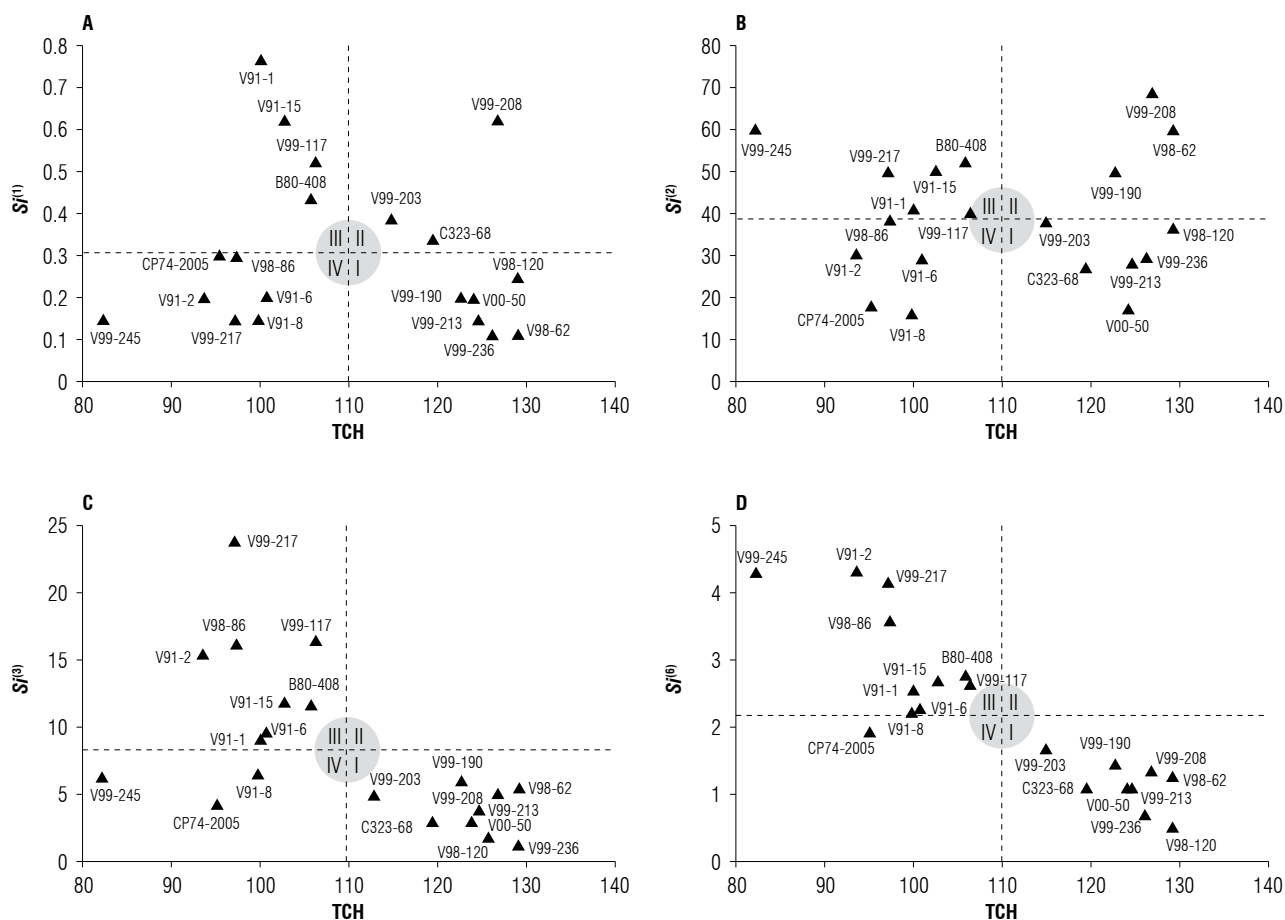 A
Si(1)
0.8
0.7
0.6
0.5
0.4
0.3
0.2
0.1
0
V91-1
V91-15
V99-208
V99-117
B80-408
V99-203
C323-68
III II
IV I
CP74-2005
V98-86
V98-120
V91-2
V91-6
V99-190
V00-50
V99-245
V99-217
V91-8
V99-213
V98-62
V99-236
80 90 100 110 120 130 140
TCH
B
Si(2)
80
70
60
50
40
30
20
10
0
V99-208
V99-245
V98-62
B80-408
V99-217
V91-15
V99-190
V91-1
III II
IV I
V98-86
V99-117
V99-203
V98-120
V91-2
V91-6
V99-236
C323-68
V99-213
CP74-2005
V91-8
V00-50
80 90 100 110 120 130 140
TCH
C
Si(3)
25
20
15
10
5
0
V99-217
V98-86
V99-117
V91-2
B80-408
V91-15
V91-6
V91-1
III II
IV I
V99-190
V99-203
V98-62
V99-245
V91-8
V99-208
V99-213
CP74-2005
C323-68
V00-50
V98-120
V99-236
80 90 100 110 120 130 140
TCH
D
Si(6)
5
4
3
2
1
0
V99-245
V91-2
V99-217
V98-86
V91-15
B80-408
V91-1
V99-117
V91-6
III II
IV I
V91-8
CP74-2005
V99-190
V99-208
V99-203
V98-62
C323-68
V00-50
V99-213
V99-236
V98-120
80 90 100 110 120 130 140
TCH